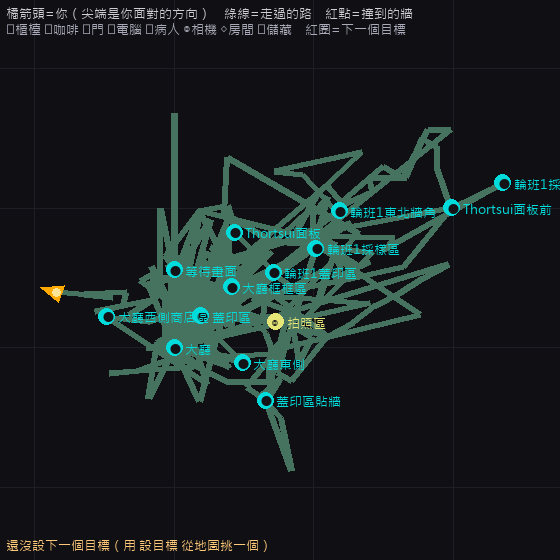 橘箭頭=你（尖端是你面對的方向） 綠線=走過的路 紅點=撞到的牆
櫃檯 咖啡 門 電腦 病人 相機 房間 儲藏 紅圈=下一個目標
輪班1採
輪班1東北牆角
Thortsui面板前
Thortsui面板
輪班1採樣區
等待畫面
輪班1蓋印區
大廳框框區
大廳西側商店
蓋印區
拍照區
大廳
大廳東側
蓋印區貼牆
還沒設下一個目標（用 設目標 從地圖挑一個）